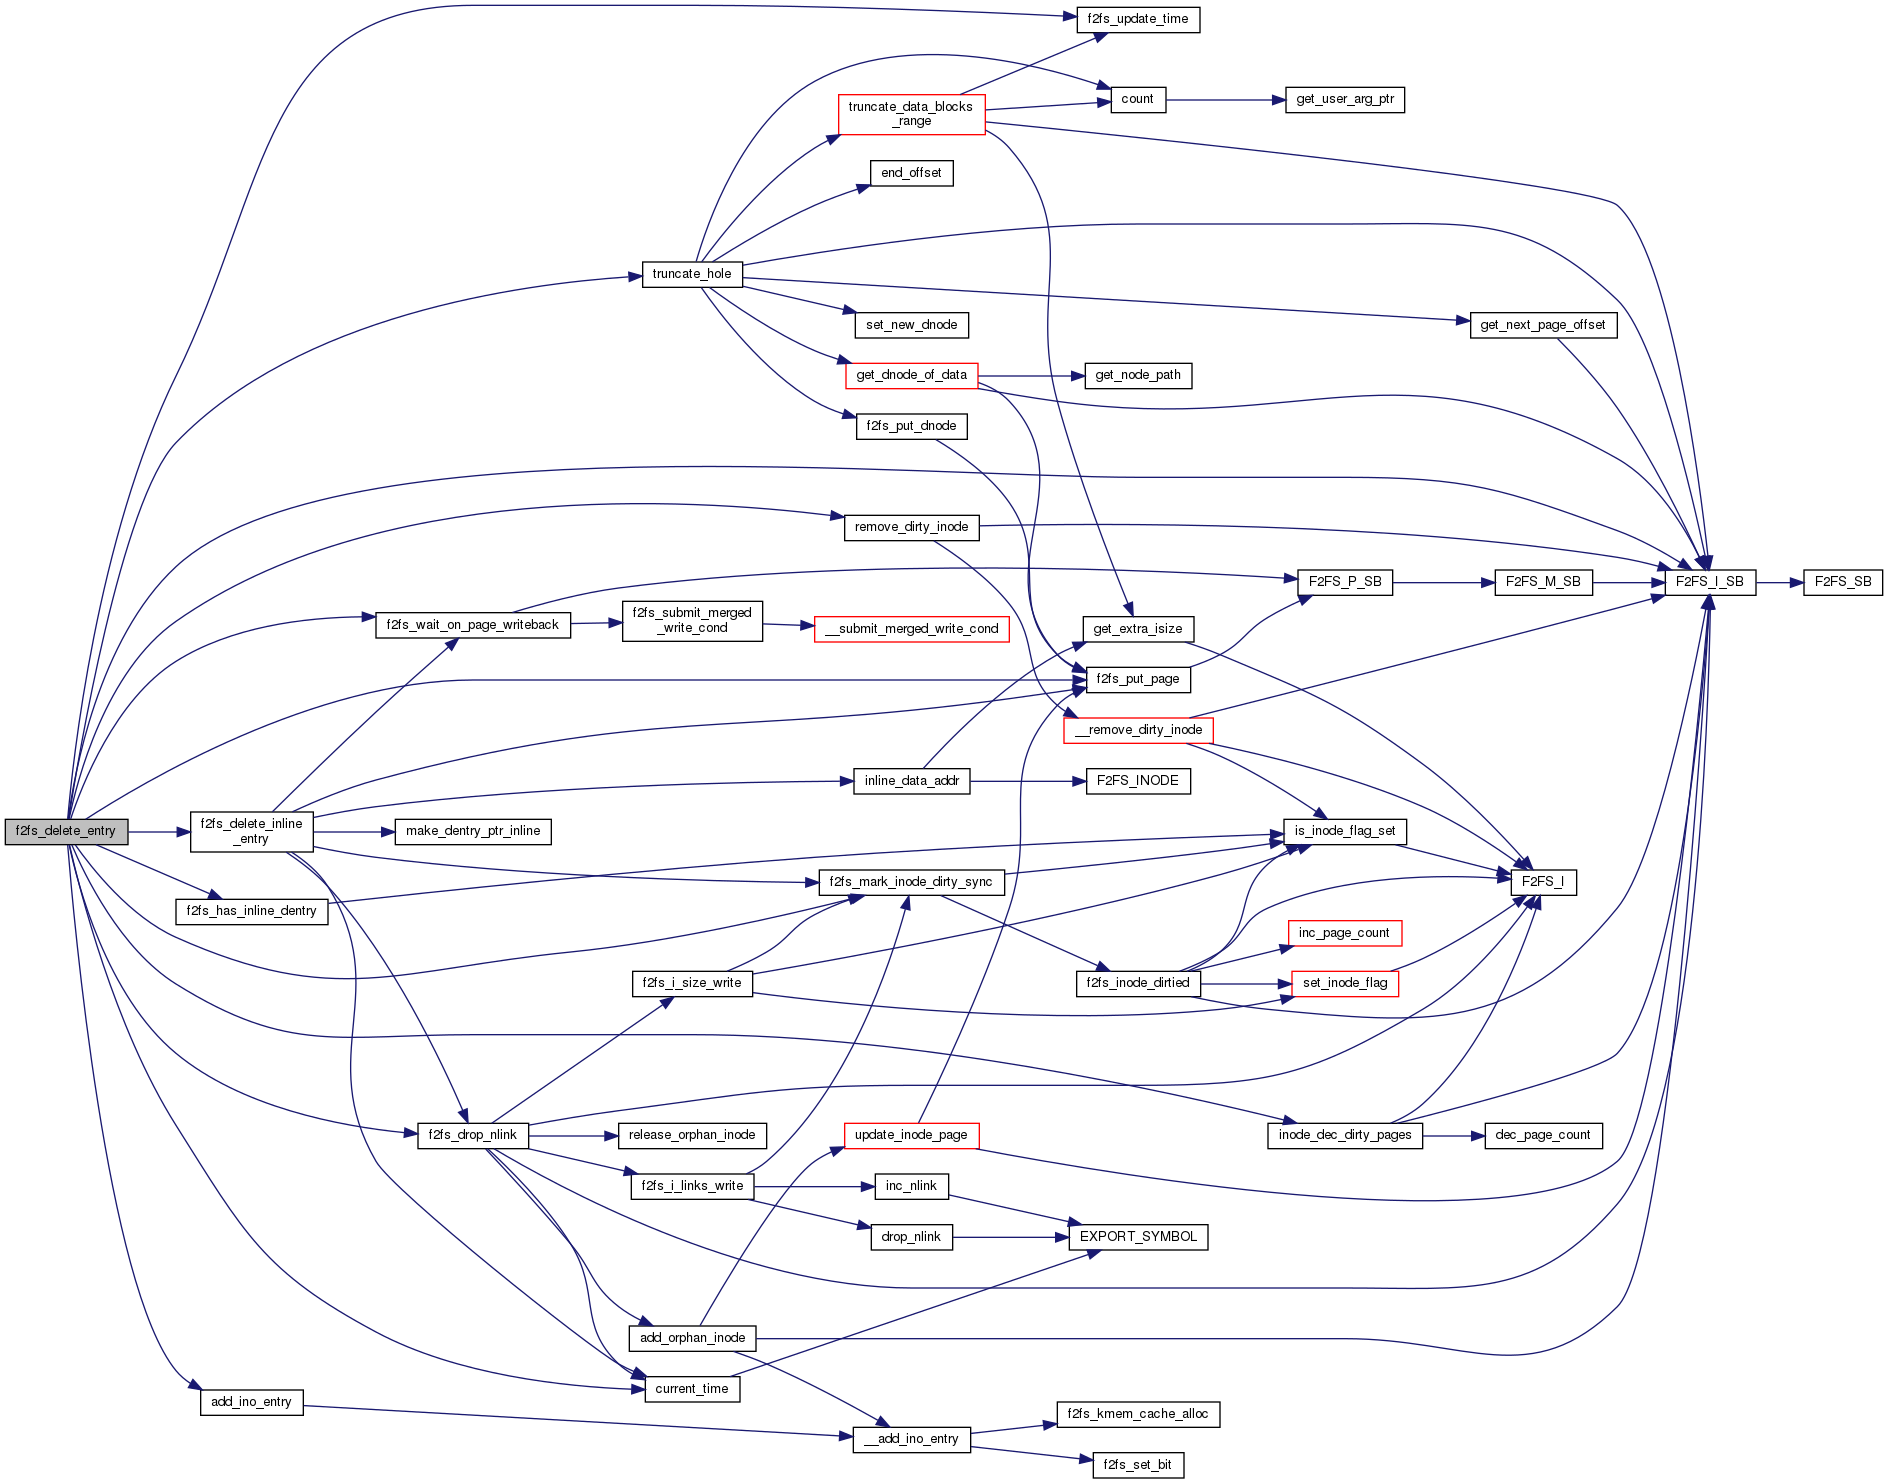 f2fs_update_time
count
get_user_arg_ptr
truncate_data_blocks
_range
end_offset
truncate_hole
set_new_dnode
get_next_page_offset
get_dnode_of_data
get_node_path
f2fs_put_dnode
remove_dirty_inode
F2FS_P_SB
F2FS_M_SB
F2FS_I_SB
F2FS_SB
f2fs_wait_on_page_writeback
f2fs_submit_merged
_write_cond
__submit_merged_write_cond
get_extra_isize
f2fs_put_page
__remove_dirty_inode
inline_data_addr
F2FS_INODE
f2fs_delete_entry
f2fs_delete_inline
_entry
make_dentry_ptr_inline
is_inode_flag_set
f2fs_mark_inode_dirty_sync
F2FS_I
f2fs_has_inline_dentry
inc_page_count
f2fs_i_size_write
f2fs_inode_dirtied
set_inode_flag
f2fs_drop_nlink
release_orphan_inode
update_inode_page
inode_dec_dirty_pages
dec_page_count
f2fs_i_links_write
inc_nlink
drop_nlink
EXPORT_SYMBOL
add_orphan_inode
current_time
add_ino_entry
__add_ino_entry
f2fs_kmem_cache_alloc
f2fs_set_bit